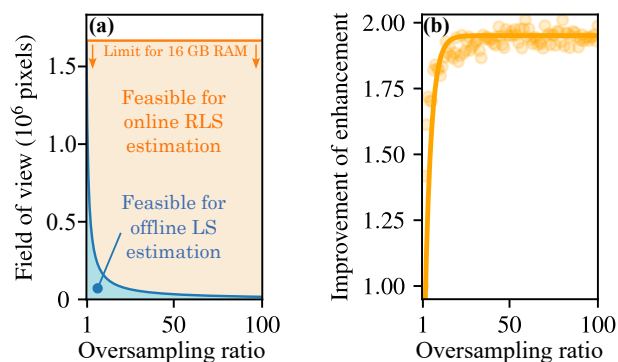 (a)
Limit for 16 GB RAM
Feasible for
online RLS
estimation
Feasible for
offline LS
estimation
Field of view (10⁶ pixels)
1.5
1.0
0.5
0
1
50
100
Oversampling ratio
(b)
Improvement of enhancement
2.00
1.75
1.50
1.25
1.00
1
50
100
Oversampling ratio